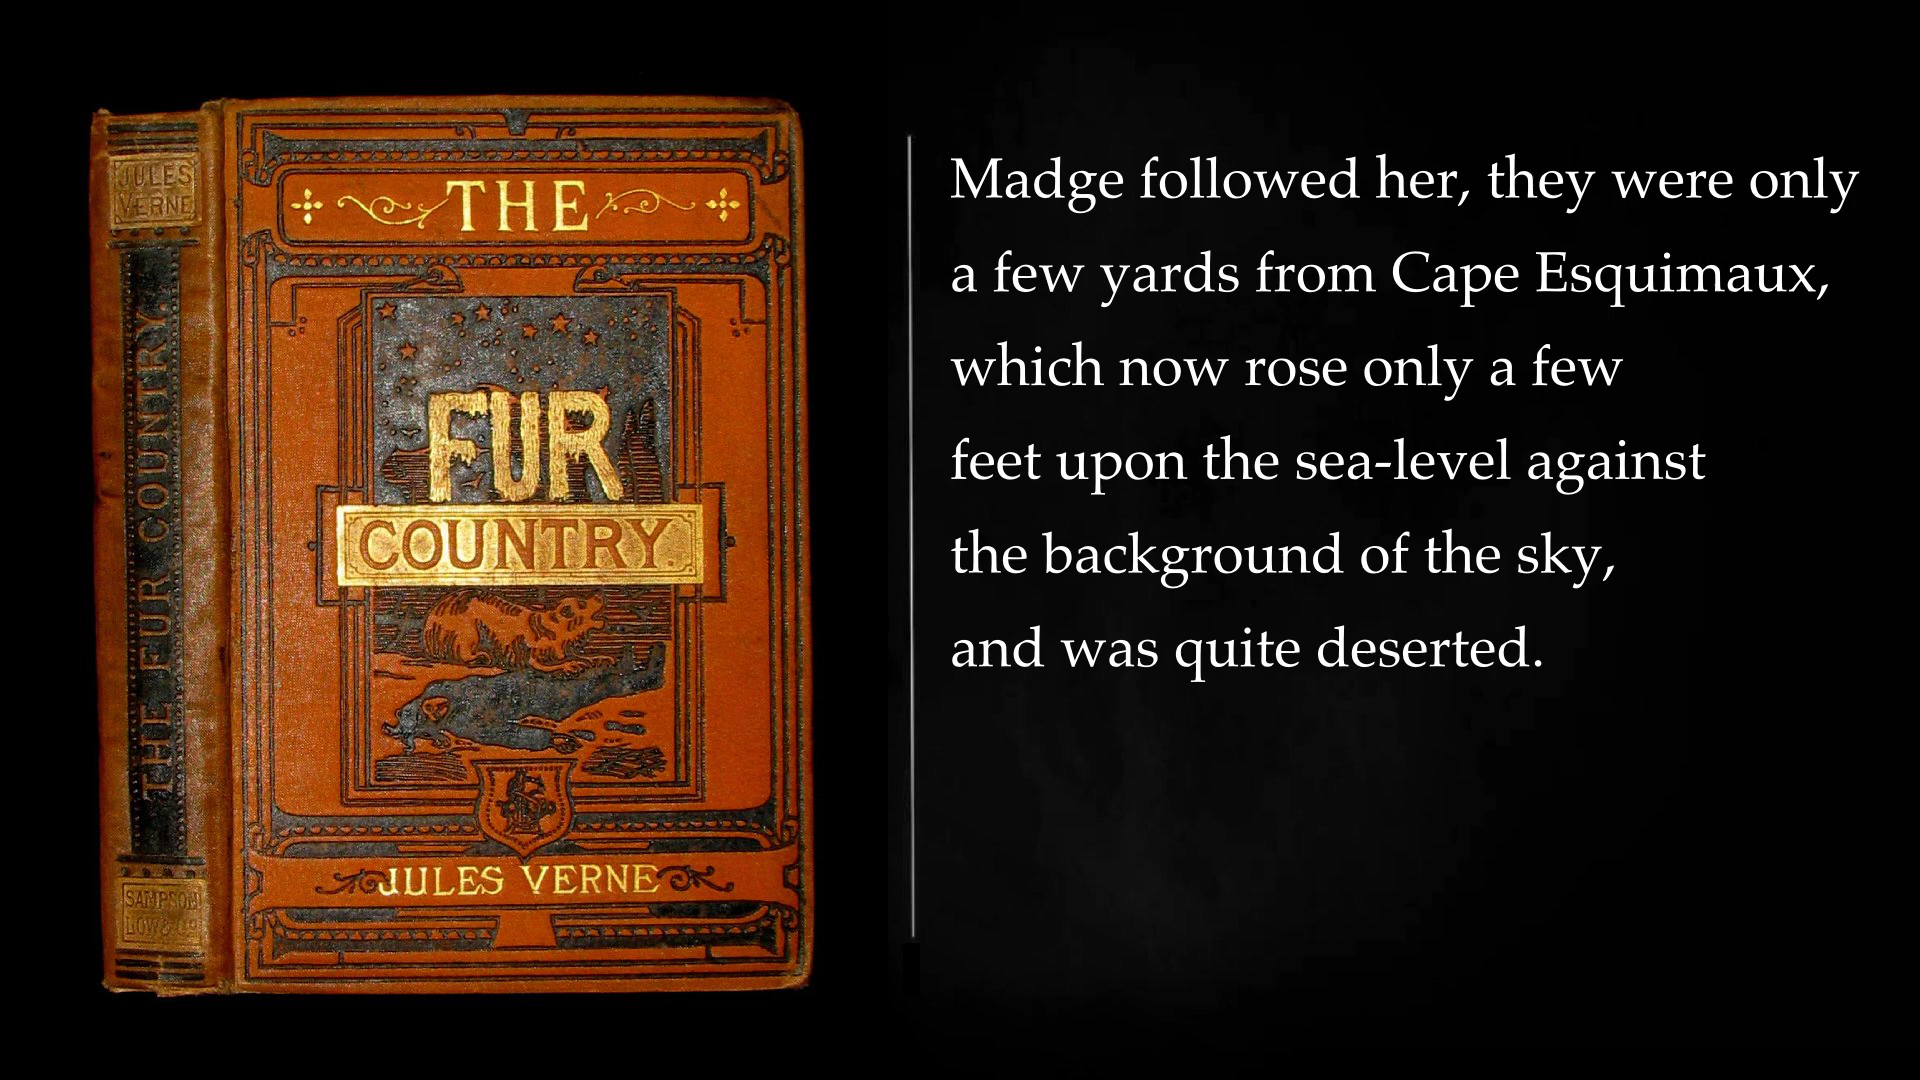 JULES
VERNE
THE FUR COUNTRY.
SAMPSON
LOW & Co
THE
FUR
COUNTRY.
JULES VERNE
Madge followed her, they were only
a few yards from Cape Esquimaux,
which now rose only a few
feet upon the sea-level against
the background of the sky,
and was quite deserted.